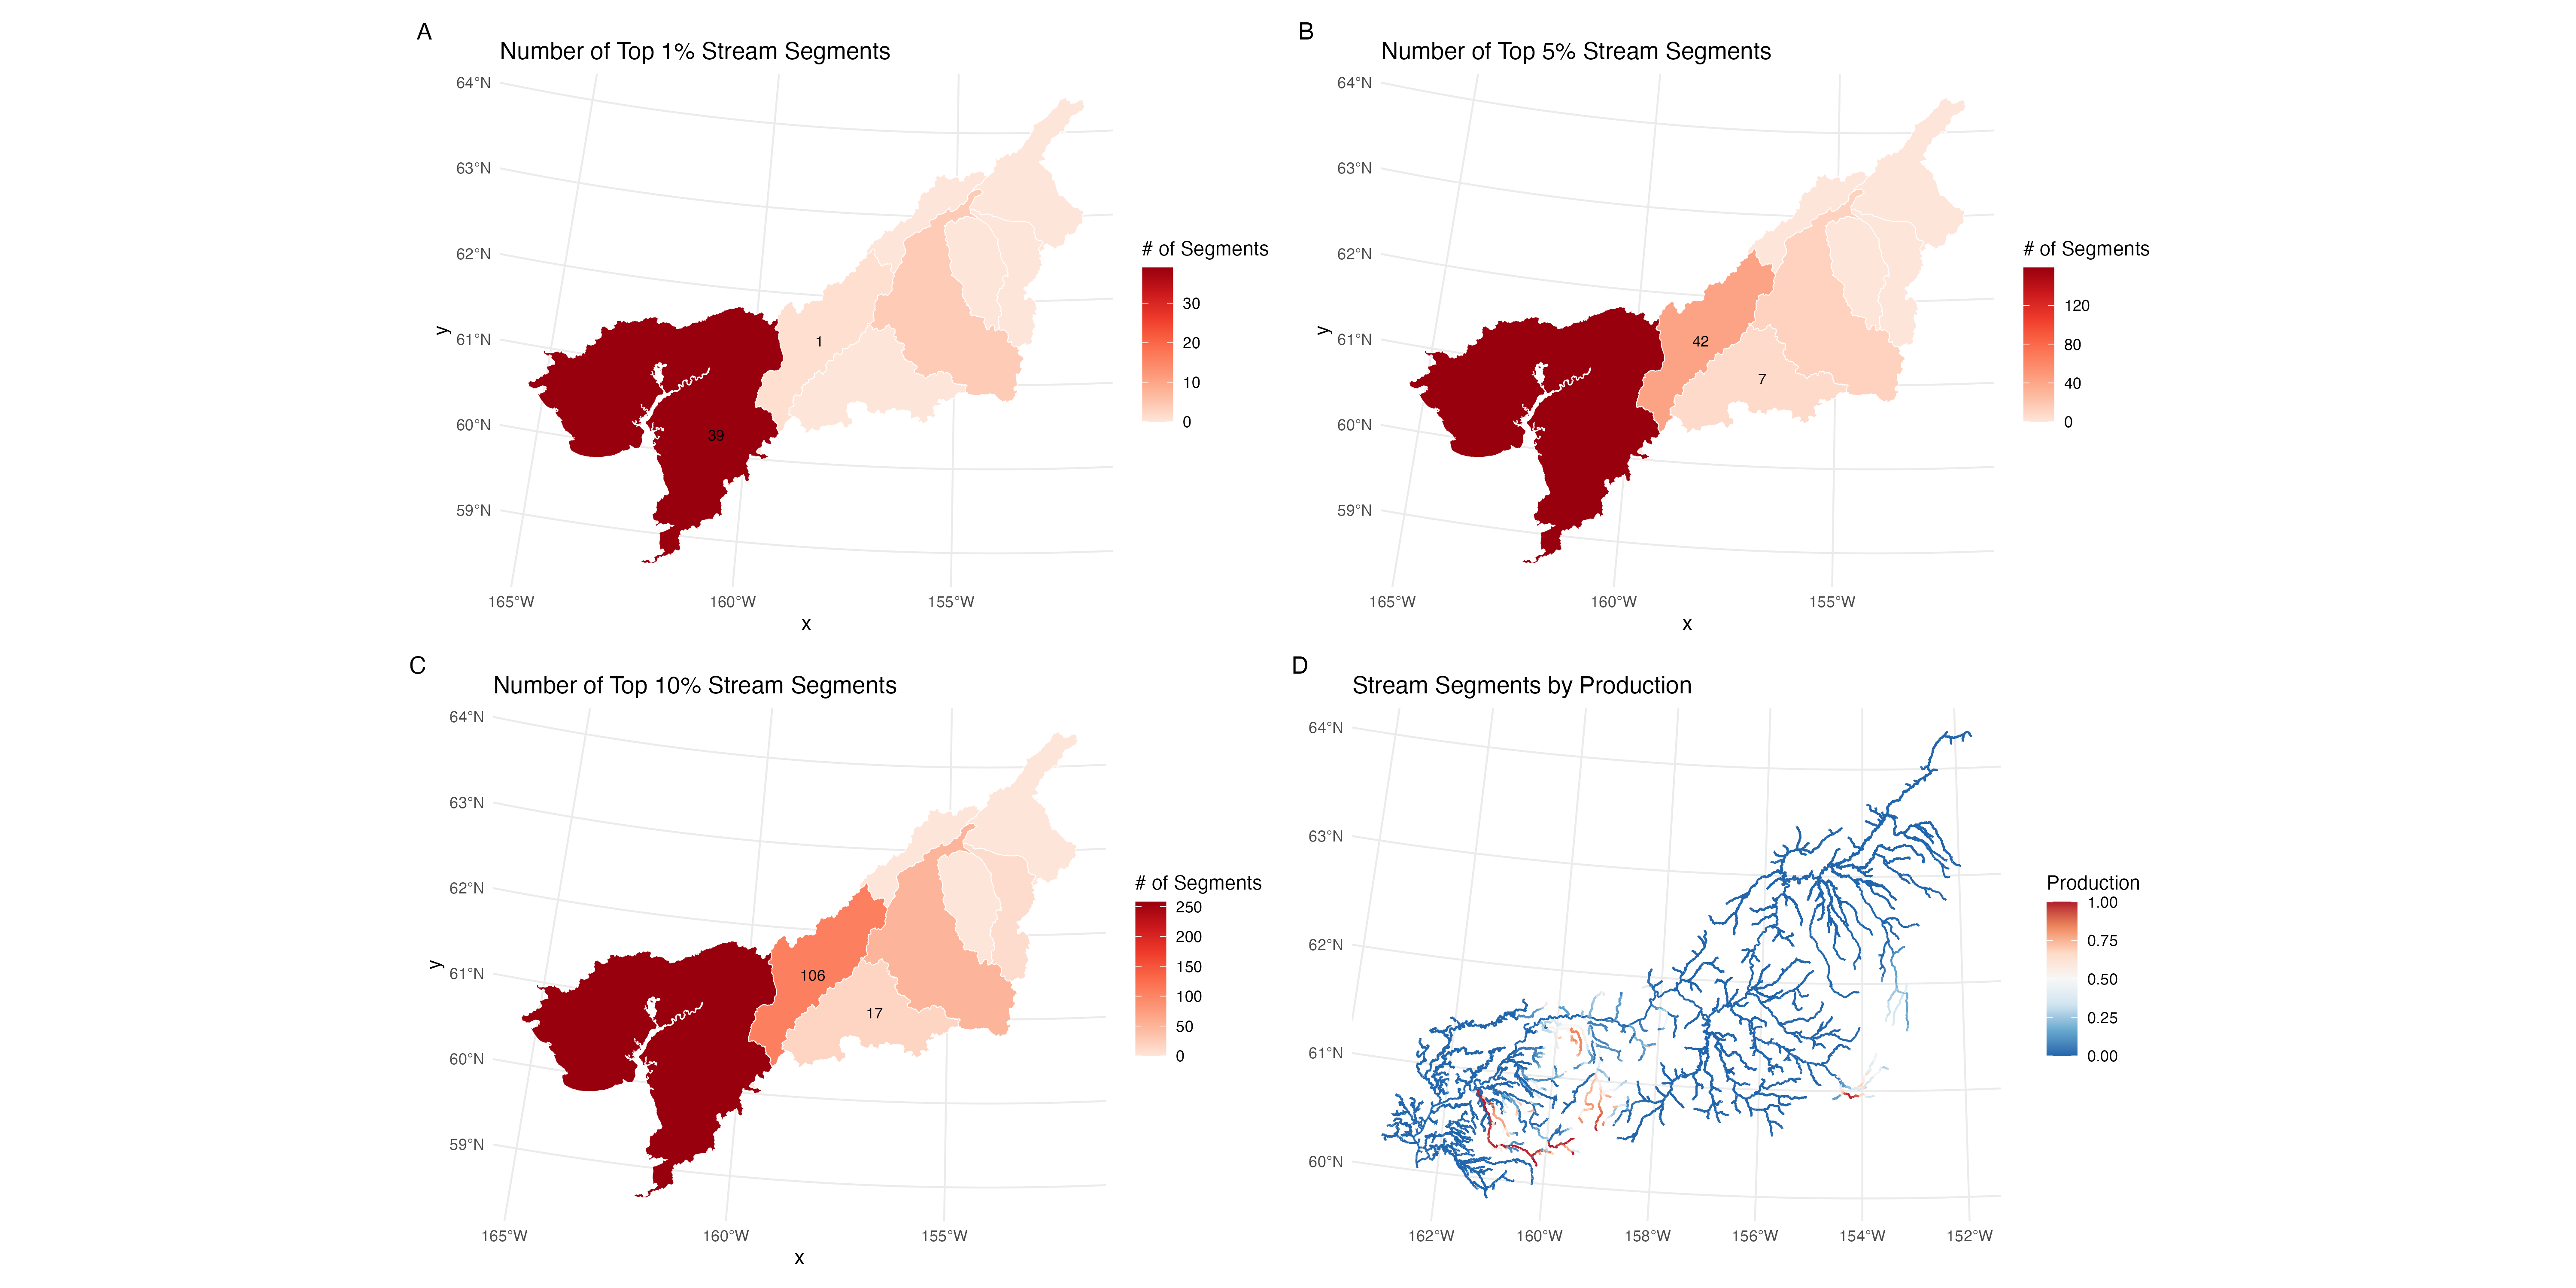 A
Number of Top 1% Stream Segments
64°N
63°N
62°N
61°N
60°N
59°N
y
1
39
165°W
160°W
155°W
x
# of Segments
30
20
10
0
B
Number of Top 5% Stream Segments
64°N
63°N
62°N
61°N
60°N
59°N
y
42
7
165°W
160°W
155°W
x
# of Segments
120
80
40
0
C
Number of Top 10% Stream Segments
64°N
63°N
62°N
61°N
60°N
59°N
y
106
17
165°W
160°W
155°W
x
# of Segments
250
200
150
100
50
0
D
Stream Segments by Production
64°N
63°N
62°N
61°N
60°N
162°W
160°W
158°W
156°W
154°W
152°W
Production
1.00
0.75
0.50
0.25
0.00